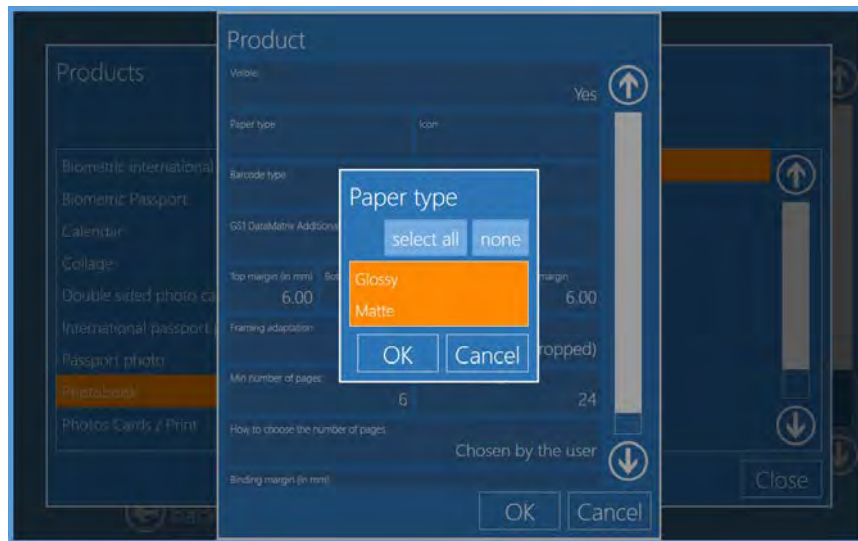 Products
Biometric international
Biometric Passport
Calendar
Collage
Double sided photo ca
International passport
Passport photo
Photobook
Photos Cards / Print
Close
Back
Product
Visible
Yes
Paper type
Icon
Barcode type
GS1 DataMatrix Additiona
Top margin (in mm)
6.00
margin
6.00
Framing adaptation
ropped)
Min number of pages
6
24
How to choose the number of pages
Chosen by the user
Binding margin (in mm)
OK Cancel
Paper type
select all none
Glossy
Matte
OK Cancel